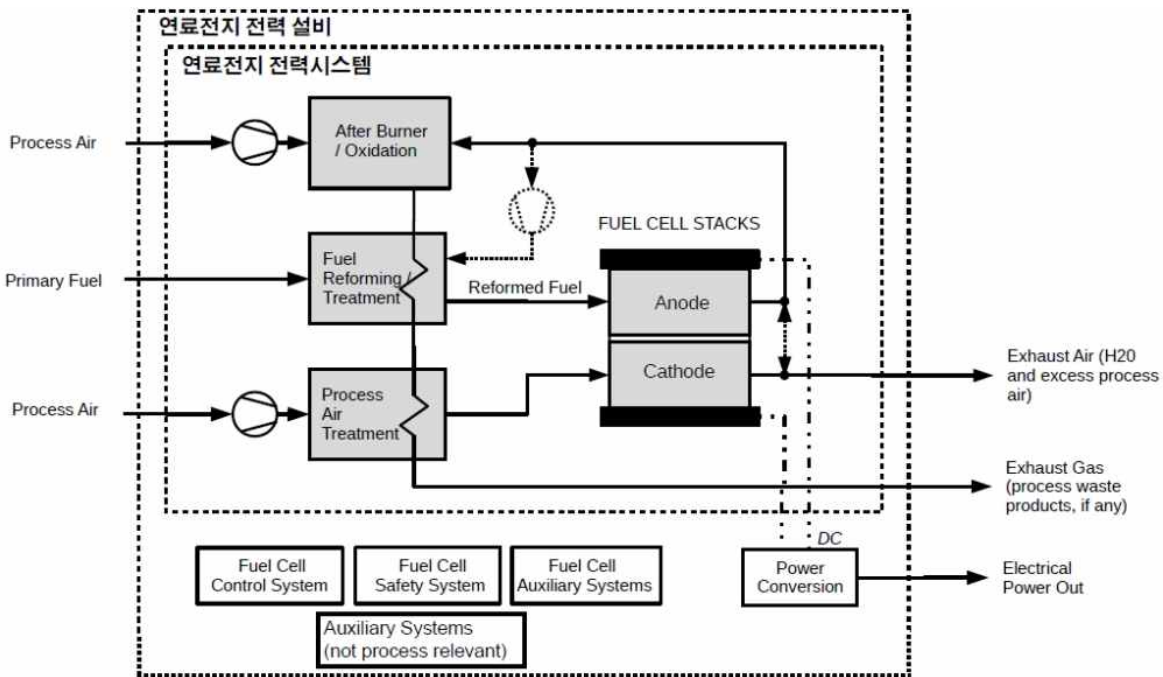 연료전지 전력 설비
연료전지 전력시스템
Process Air
After Burner
/ Oxidation
FUEL CELL STACKS
Primary Fuel
Fuel
Reforming /
Treatment
Reformed Fuel
Anode
Cathode
Exhaust Air (H20
and excess process
air)
Process Air
Process
Air
Treatment
Exhaust Gas
(process waste
products, if any)
DC
Fuel Cell
Control System
Fuel Cell
Safety System
Fuel Cell
Auxiliary Systems
Power
Conversion
Electrical
Power Out
Auxiliary Systems
(not process relevant)